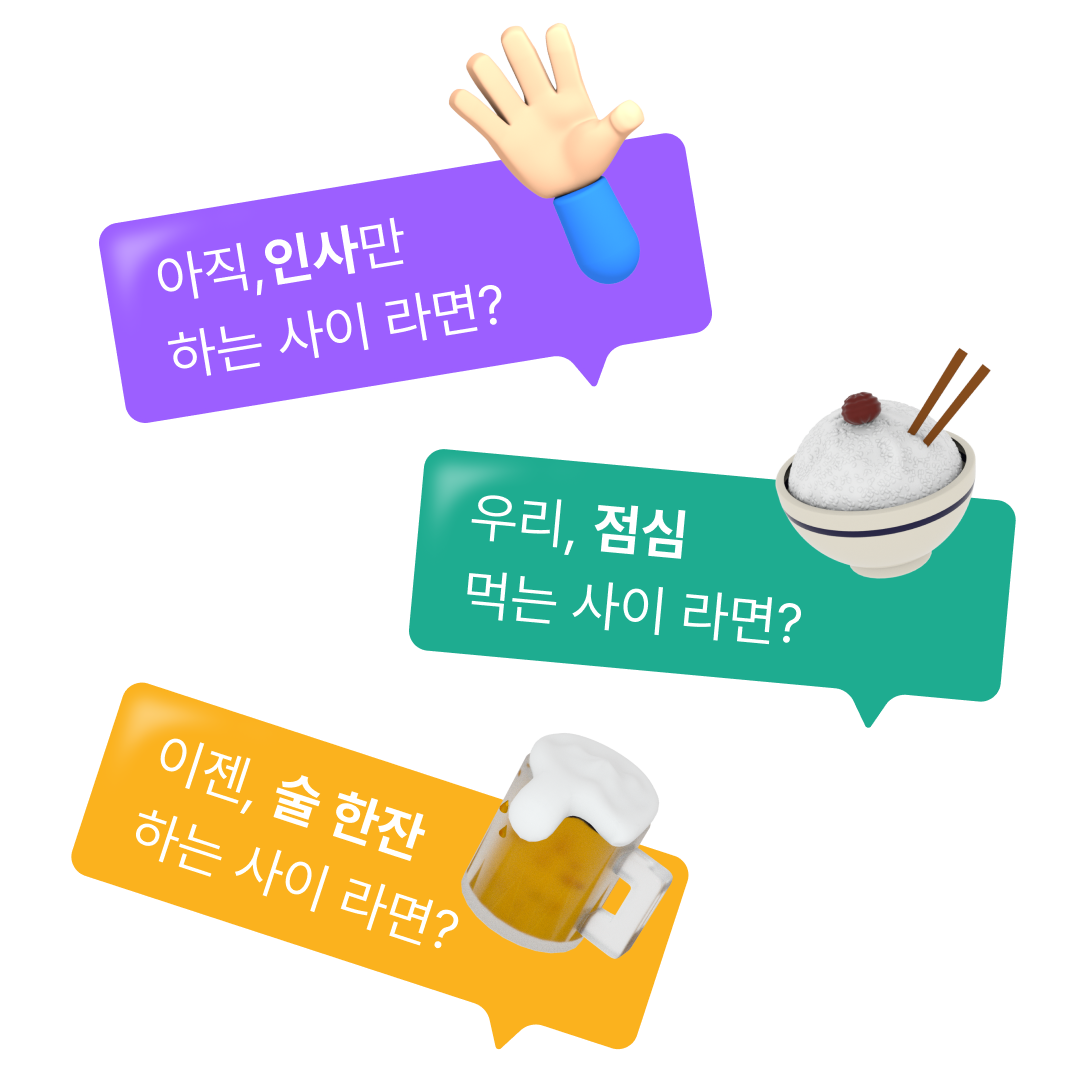 아직,인사만
하는 사이 라면?
우리, 점심
먹는 사이 라면?
이젠, 술 한잔
하는 사이 라면?